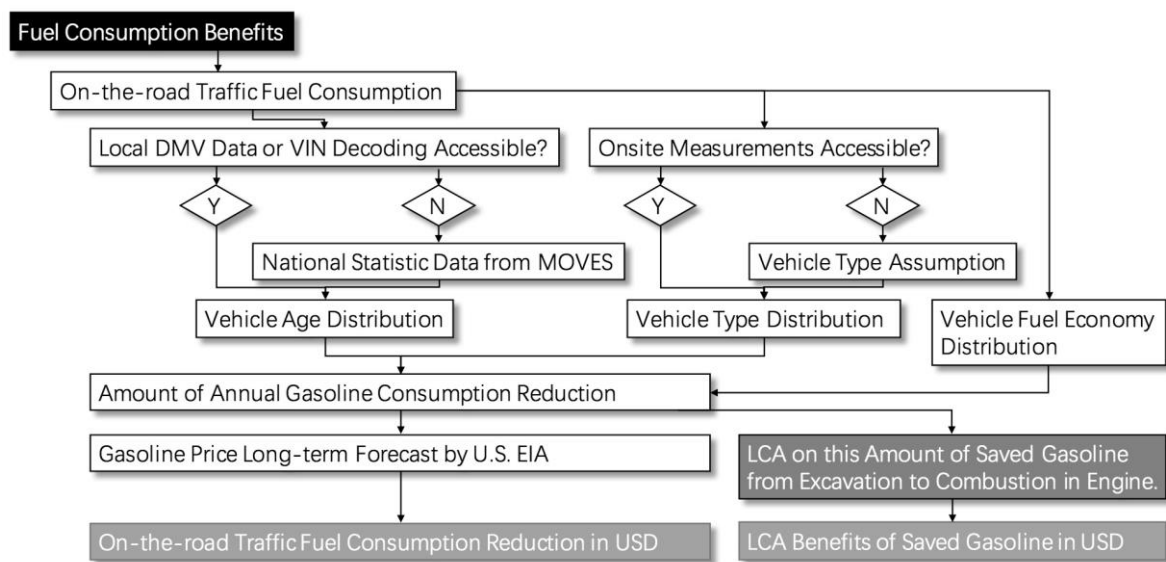 Fuel Consumption Benefits
On-the-road Traffic Fuel Consumption
Local DMV Data or VIN Decoding Accessible?
Onsite Measurements Accessible?
Y
N
Y
N
National Statistic Data from MOVES
Vehicle Type Assumption
Vehicle Age Distribution
Vehicle Type Distribution
Vehicle Fuel Economy
Distribution
Amount of Annual Gasoline Consumption Reduction
Gasoline Price Long-term Forecast by U.S. EIA
LCA on this Amount of Saved Gasoline
from Excavation to Combustion in Engine.
On-the-road Traffic Fuel Consumption Reduction in USD
LCA Benefits of Saved Gasoline in USD